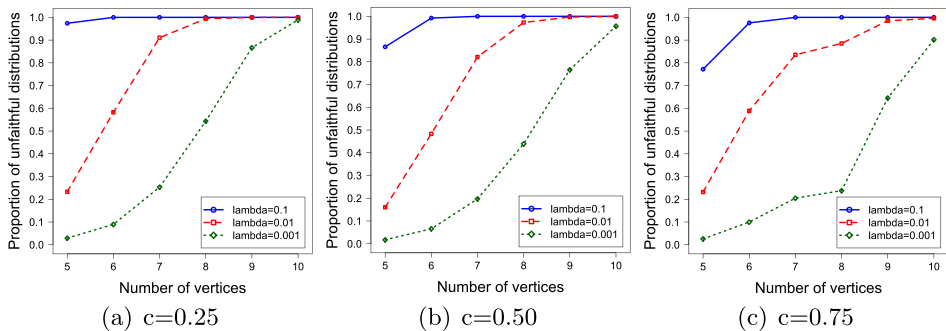 Proportion of unfaithful distributions
1.0
0.9
0.8
0.7
0.6
0.5
0.4
0.3
0.2
0.1
0.0
lambda=0.1
lambda=0.01
lambda=0.001
5 6 7 8 9 10
Number of vertices
(a) c=0.25
Proportion of unfaithful distributions
1.0
0.9
0.8
0.7
0.6
0.5
0.4
0.3
0.2
0.1
0.0
lambda=0.1
lambda=0.01
lambda=0.001
5 6 7 8 9 10
Number of vertices
(b) c=0.50
Proportion of unfaithful distributions
1.0
0.9
0.8
0.7
0.6
0.5
0.4
0.3
0.2
0.1
0.0
lambda=0.1
lambda=0.01
lambda=0.001
5 6 7 8 9 10
Number of vertices
(c) c=0.75